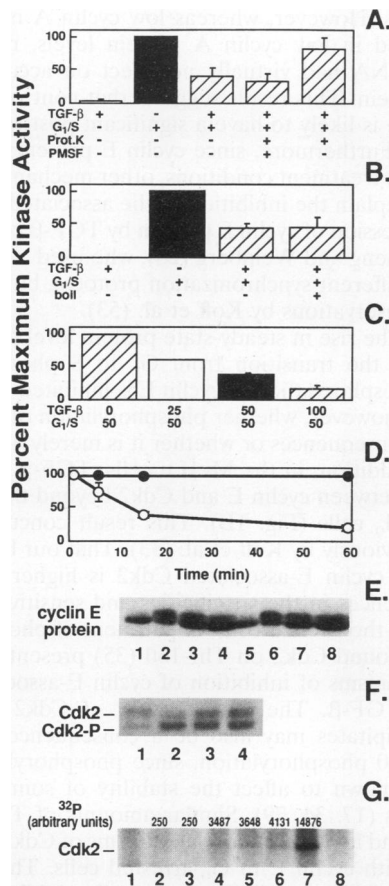 Percent Maximum Kinase Activity
A.
100
50
0
TGF-β
G1/S
Prot.K
PMSF
B.
100
50
0
TGF-β + - + +
G1/S
boil
C.
100
50
0
TGF-β 25 50 100
G1/S 50 50 50 50
D.
100
50
0
10 20 30 40 50 60
Time (min)
E.
cyclin E
protein
1 2 3 4 5 6 7 8
F.
Cdk2 –
Cdk2-P –
1 2 3 4
G.
32P
(arbitrary units)
250 250 3487 3648 4131 14876
Cdk2 –
1 2 3 4 5 6 7 8